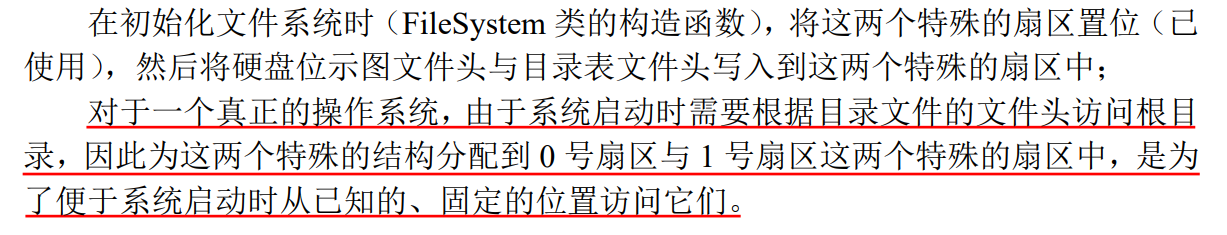 在初始化文件系统时（FileSystem 类的构造函数），将这两个特殊的扇区置位（已
使用），然后将硬盘位示图文件头与目录表文件头写入到这两个特殊的扇区中；
对于一个真正的操作系统，由于系统启动时需要根据目录文件的文件头访问根目
录，因此为这两个特殊的结构分配到 0 号扇区与 1 号扇区这两个特殊的扇区中，是为
了便于系统启动时从已知的、固定的位置访问它们。